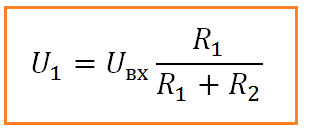 U₁ = Uвх R₁ / (R₁ + R₂)